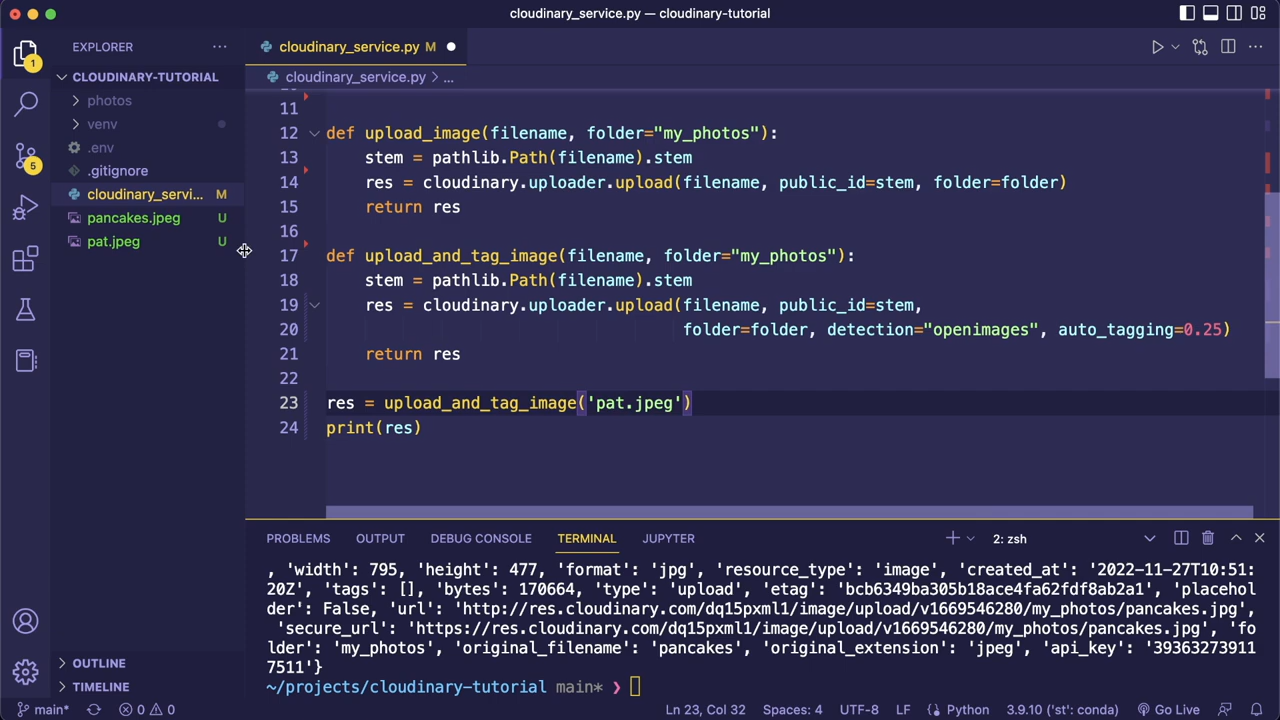 cloudinary_service.py — cloudinary-tutorial
EXPLORER
cloudinary_service.py M
1
CLOUDINARY-TUTORIAL
cloudinary_service.py > ...
photos
venv
.env
.gitignore
cloudinary_servi... M
pancakes.jpeg U
pat.jpeg U
5
11
12 def upload_image(filename, folder="my_photos"):
13 stem = pathlib.Path(filename).stem
14 res = cloudinary.uploader.upload(filename, public_id=stem, folder=folder)
15 return res
16
17 def upload_and_tag_image(filename, folder="my_photos"):
18 stem = pathlib.Path(filename).stem
19 res = cloudinary.uploader.upload(filename, public_id=stem,
20 folder=folder, detection="openimages", auto_tagging=0.25)
21 return res
22
23 res = upload_and_tag_image('pat.jpeg')
24 print(res)
PROBLEMS OUTPUT DEBUG CONSOLE TERMINAL JUPYTER 2: zsh
, 'width': 795, 'height': 477, 'format': 'jpg', 'resource_type': 'image', 'created_at': '2022-11-27T10:51:
20Z', 'tags': [], 'bytes': 170664, 'type': 'upload', 'etag': 'bcb6349ba305b18ace4fa62fdf8ab2a1', 'placehol
der': False, 'url': 'http://res.cloudinary.com/dq15pxml1/image/upload/v1669546280/my_photos/pancakes.jpg',
'secure_url': 'https://res.cloudinary.com/dq15pxml1/image/upload/v1669546280/my_photos/pancakes.jpg', 'fo
lder': 'my_photos', 'original_filename': 'pancakes', 'original_extension': 'jpeg', 'api_key': '39363273911
7511'}
~/projects/cloudinary-tutorial main* ❯
OUTLINE
TIMELINE
main* 0 0 Ln 23, Col 32 Spaces: 4 UTF-8 LF Python 3.9.10 ('st': conda) Go Live